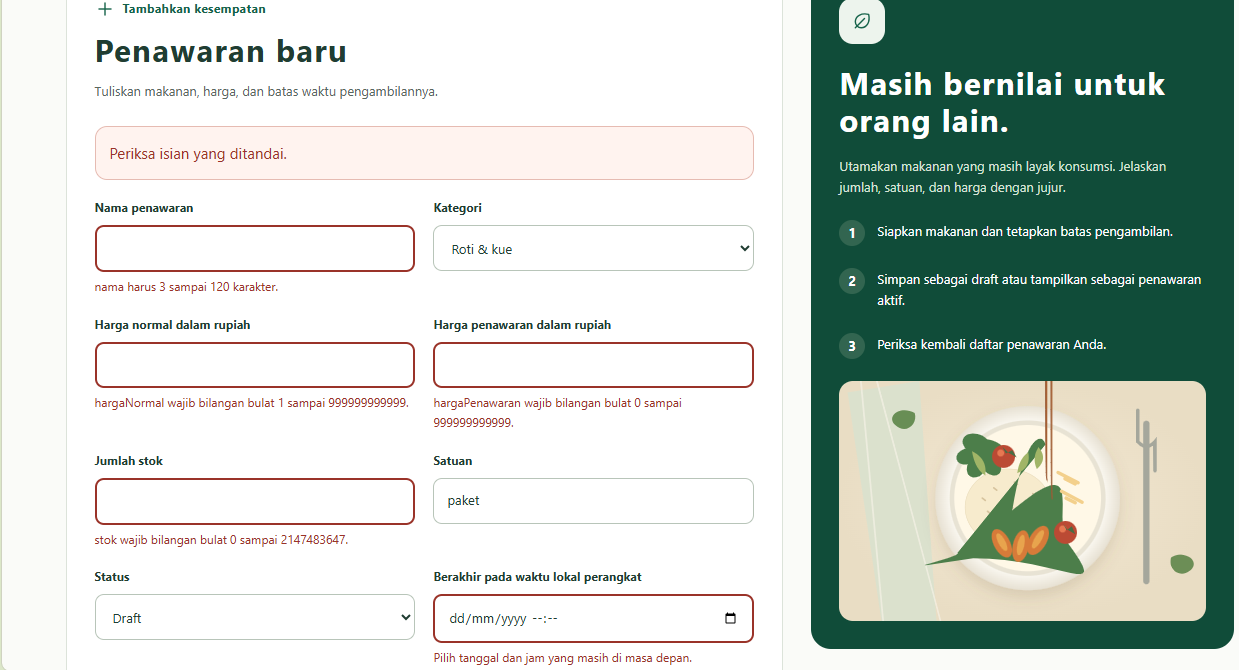 Tambahkan kesempatan
Penawaran baru
Tuliskan makanan, harga, dan batas waktu pengambilannya.
Periksa isian yang ditandai.
Nama penawaran
nama harus 3 sampai 120 karakter.
Kategori
Roti & kue
Harga normal dalam rupiah
hargaNormal wajib bilangan bulat 1 sampai 999999999999.
Harga penawaran dalam rupiah
hargaPenawaran wajib bilangan bulat 0 sampai
999999999999.
Jumlah stok
stok wajib bilangan bulat 0 sampai 2147483647.
Satuan
paket
Status
Draft
Berakhir pada waktu lokal perangkat
dd/mm/yyyy --:--
Pilih tanggal dan jam yang masih di masa depan.
Masih bernilai untuk
orang lain.
Utamakan makanan yang masih layak konsumsi. Jelaskan
jumlah, satuan, dan harga dengan jujur.
1 Siapkan makanan dan tetapkan batas pengambilan.
2 Simpan sebagai draft atau tampilkan sebagai penawaran
aktif.
3 Periksa kembali daftar penawaran Anda.